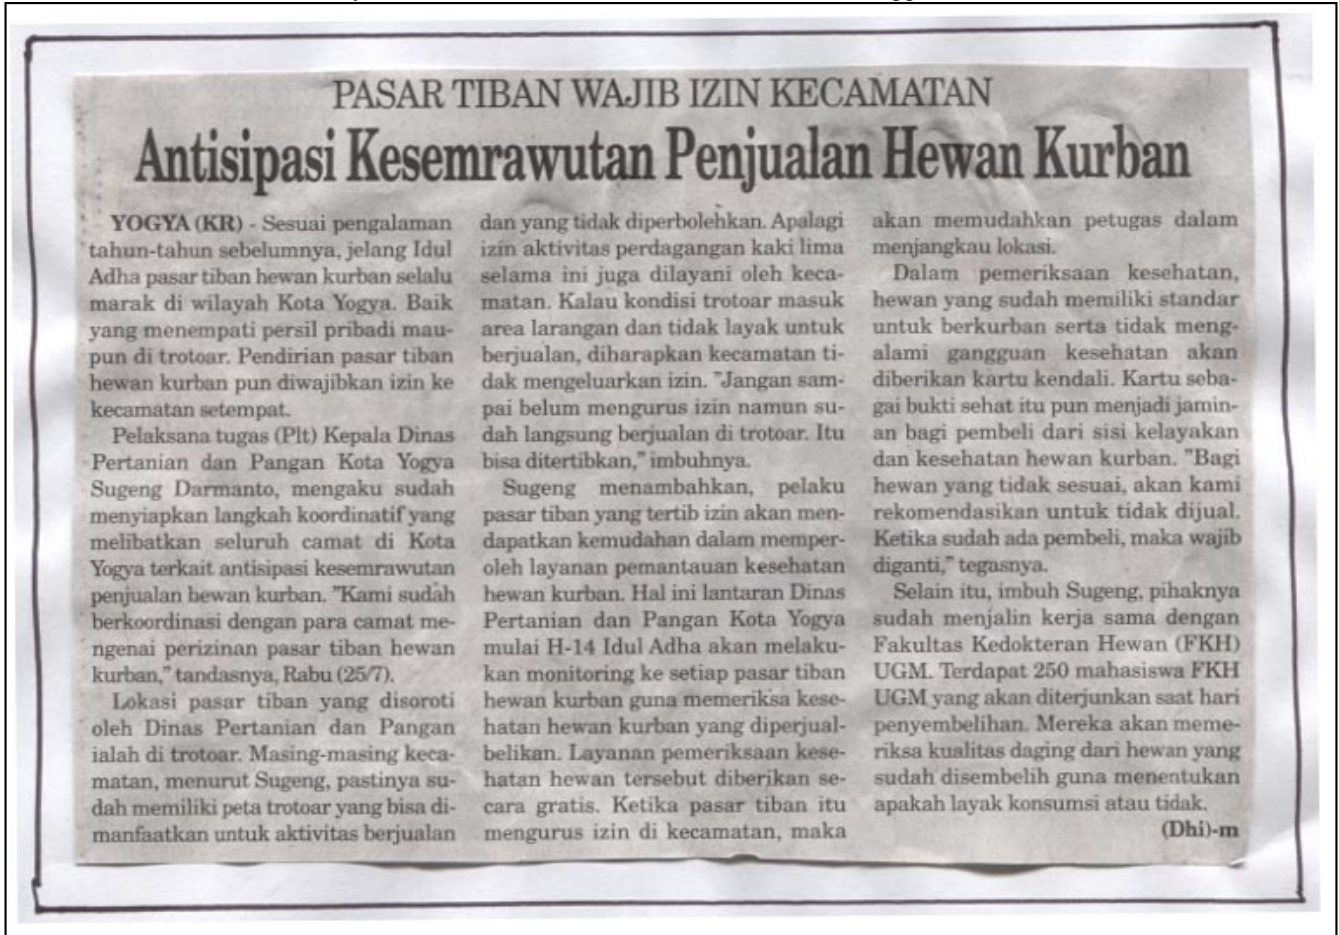 PASAR TIBAN WAJIB IZIN KECAMATAN
Antisipasi Kesemrawutan Penjualan Hewan Kurban
YOGYA (KR) - Sesuai pengalaman
tahun-tahun sebelumnya, jelang Idul
Adha pasar tiban hewan kurban selalu
marak di wilayah Kota Yogya. Baik
yang menempati persil pribadi mau-
pun di trotoar. Pendirian pasar tiban
hewan kurban pun diwajibkan izin ke
kecamatan setempat.
Pelaksana tugas (Plt) Kepala Dinas
Pertanian dan Pangan Kota Yogya
Sugeng Darmanto, mengaku sudah
menyiapkan langkah koordinatif yang
melibatkan seluruh camat di Kota
Yogya terkait antisipasi kesemrawutan
penjualan bewan kurban. "Kami sudah
berkoordinasi dengan para camat me-
ngenai perizinan pasar tiban hewan
kurban," tandasnya, Rabu (25/7).
Lokasi pasar tiban yang disoroti
oleh Dinas Pertanian dan Pangan
ialah di trotoar. Masing-masing keca-
matan, menurut Sugeng, pastinya su-
dah memiliki peta trotoar yang bisa di-
manfaatkan untuk aktivitas berjualan
dan yang tidak diperbolehkan. Apalagi
izin aktivitas perdagangan kaki lima
selama ini juga dilayani oleh keca-
matan. Kalau kondisi trotoar masuk
area larangan dan tidak layak untuk
berjualan, diharapkan kecamatan ti-
dak mengeluarkan izin. "Jangan sam-
pai belum mengurus izin namun su-
dah langsung berjualan di trotoar. Itu
bisa ditertibkan," imbuhnya.
Sugeng menambahkan, pelaku
pasar tiban yang tertib izin akan men-
dapatkan kemudahan dalam memper-
oleh layanan pemantauan kesehatan
hewan kurban. Hal ini lantaran Dinas
Pertanian dan Pangan Kota Yogya
mulai H-14 Idul Adha akan melaku-
kan monitoring ke setiap pasar tiban
hewan kurban guna memeriksa kese-
hatan hewan kurban yang diperjual-
belikan. Layanan pemeriksaan kese-
hatan hewan tersebut diberikan se-
cara gratis. Ketika pasar tiban itu
mengurus izin di kecamatan, maka
akan memudahkan petugas dalam
menjangkau lokasi.
Dalam pemeriksaan kesehatan,
hewan yang sudah memiliki standar
untuk berkurban serta tidak meng-
alami gangguan kesehatan akan
diberikan kartu kendali. Kartu seba-
gai bukti sehat itu pun menjadi jamin-
an bagi pembeli dari sisi kelayakan
dan kesehatan hewan kurban. "Bagi
hewan yang tidak sesuai, akan kami
rekomendasikan untuk tidak dijual.
Ketika sudah ada pembeli, maka wajib
diganti," tegasnya.
Selain itu, imbuh Sugeng, pihaknya
sudah menjalin kerja sama dengan
Fakultas Kedokteran Hewan (FKH)
UGM. Terdapat 250 mahasiswa FKH
UGM yang akan diterjunkan saat hari
penyembelihan. Mereka akan meme-
riksa kualitas daging dari hewan yang
sudah disembelih guna menentukan
apakah layak konsumsi atau tidak.
(Dhi)-m